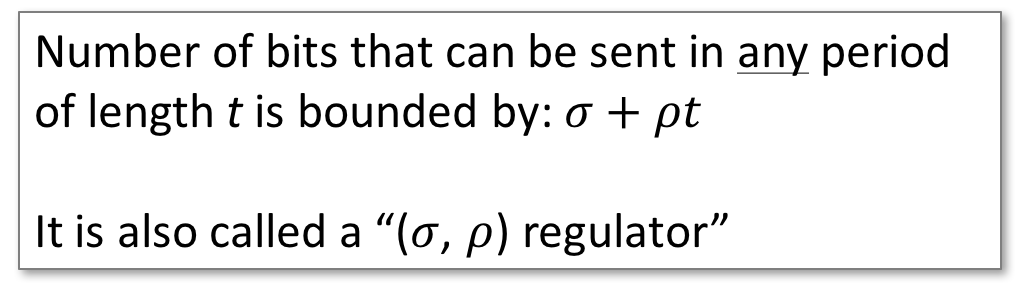 Number of bits that can be sent in any period
of length t is bounded by: σ + ρt
It is also called a “(σ, ρ) regulator”